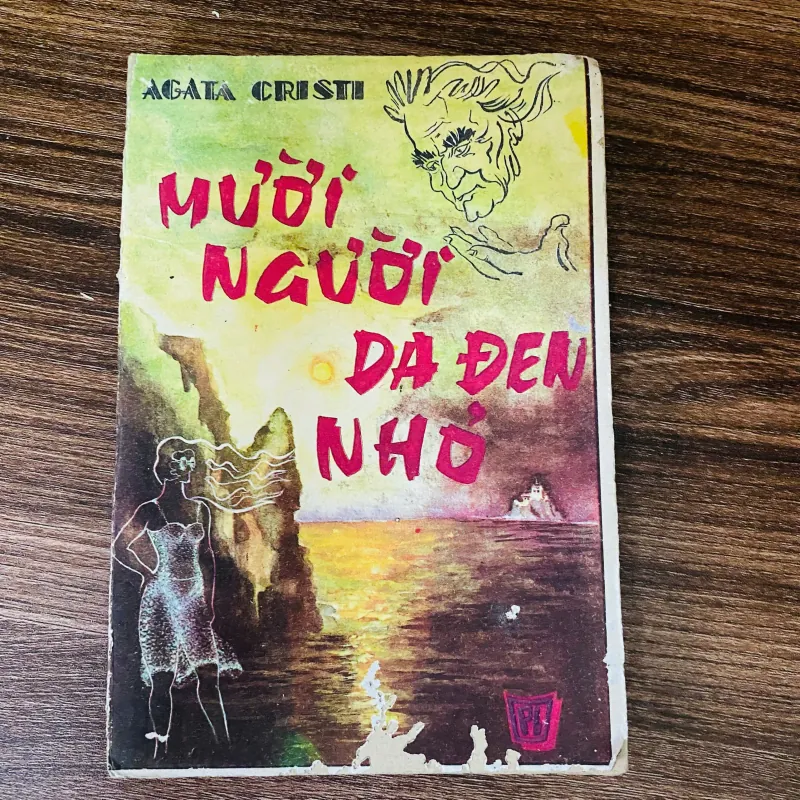 AGATA CRISTI
MƯỜI
NGƯỜI
DA ĐEN
NHỎ